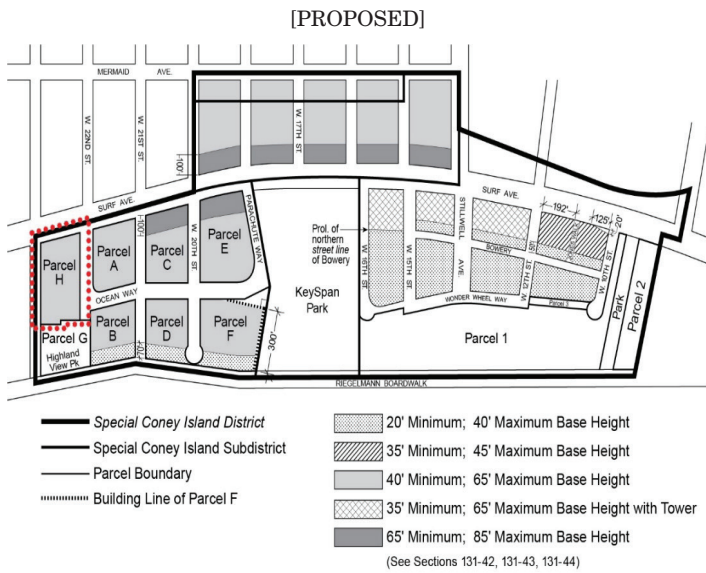 [PROPOSED]
MERMAID AVE.
W. 22ND ST.
W. 21ST ST.
W. 17TH ST.
100'
SURF AVE.
SURF AVE.
192'
125'
20'
100'
W. 20TH ST.
PARACHUTE WAY
Parcel
H
Parcel
A
Parcel
C
Parcel
E
Prol. of
northern
street line
of Bowery
W. 16TH ST.
W. 15TH ST.
STILLWELL AVE.
BOWERY
W. 12TH ST.
W. 10TH ST.
OCEAN WAY
KeySpan
Park
WONDER WHEEL WAY
Parcel 3
Park
Parcel 2
Parcel G
Highland
View Pk
Parcel
B
Parcel
D
Parcel
F
300'
Parcel 1
RIEGELMANN BOARDWALK
Special Coney Island District
Special Coney Island Subdistrict
Parcel Boundary
Building Line of Parcel F
20' Minimum; 40' Maximum Base Height
35' Minimum; 45' Maximum Base Height
40' Minimum; 65' Maximum Base Height
35' Minimum; 65' Maximum Base Height with Tower
65' Minimum; 85' Maximum Base Height
(See Sections 131-42, 131-43, 131-44)